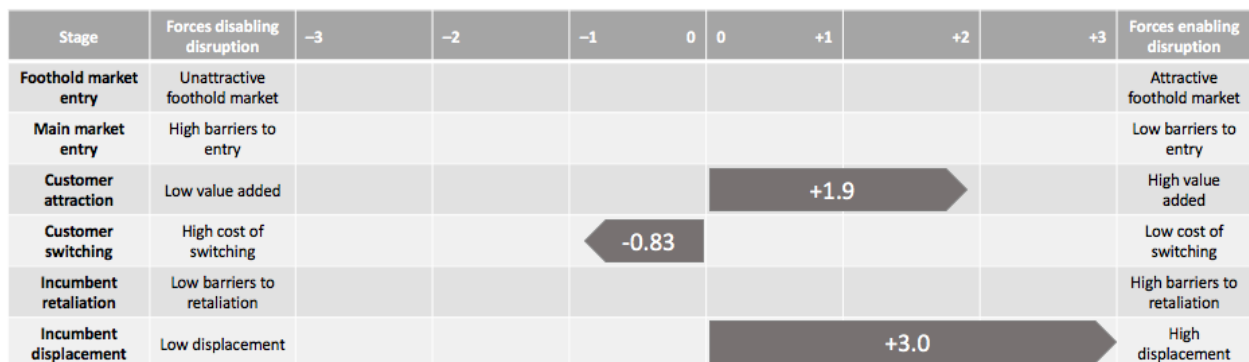 Stage
Forces disabling
disruption
–3
–2
–1
0
0
+1
+2
+3
Forces enabling
disruption
Foothold market
entry
Unattractive
foothold market
Attractive
foothold market
Main market
entry
High barriers to
entry
Low barriers to
entry
Customer
attraction
Low value added
+1.9
High value
added
Customer
switching
High cost of
switching
-0.83
Low cost of
switching
Incumbent
retaliation
Low barriers to
retaliation
High barriers to
retaliation
Incumbent
displacement
Low displacement
+3.0
High
displacement